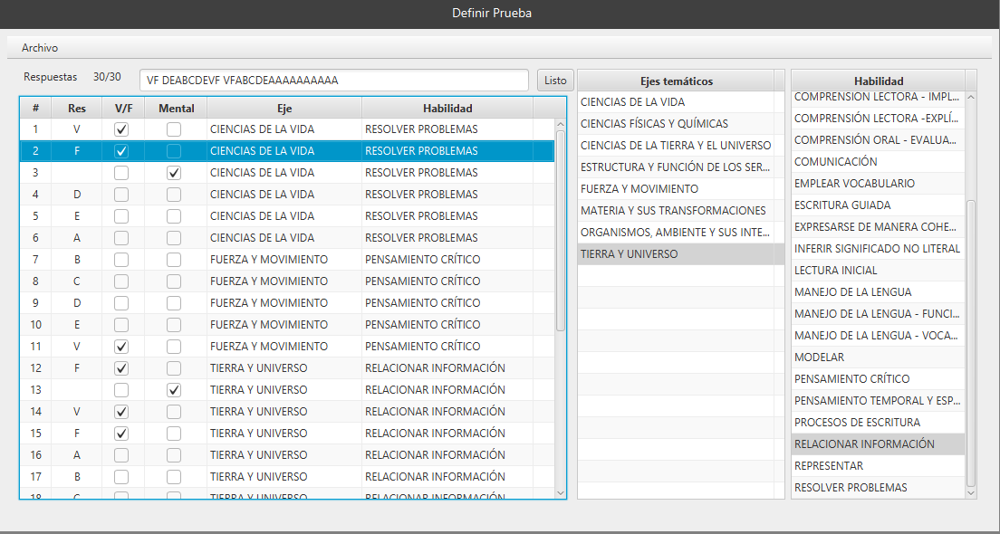 Definir Prueba
Archivo
Respuestas 30/30 VF DEABCDEVF VFABCDEAAAAAAAAAA Listo
# Res V/F Mental Eje Habilidad
1 V CIENCIAS DE LA VIDA RESOLVER PROBLEMAS
2 F CIENCIAS DE LA VIDA RESOLVER PROBLEMAS
3 CIENCIAS DE LA VIDA RESOLVER PROBLEMAS
4 D CIENCIAS DE LA VIDA RESOLVER PROBLEMAS
5 E CIENCIAS DE LA VIDA RESOLVER PROBLEMAS
6 A CIENCIAS DE LA VIDA RESOLVER PROBLEMAS
7 B FUERZA Y MOVIMIENTO PENSAMIENTO CRÍTICO
8 C FUERZA Y MOVIMIENTO PENSAMIENTO CRÍTICO
9 D FUERZA Y MOVIMIENTO PENSAMIENTO CRÍTICO
10 E FUERZA Y MOVIMIENTO PENSAMIENTO CRÍTICO
11 V FUERZA Y MOVIMIENTO PENSAMIENTO CRÍTICO
12 F TIERRA Y UNIVERSO RELACIONAR INFORMACIÓN
13 TIERRA Y UNIVERSO RELACIONAR INFORMACIÓN
14 V TIERRA Y UNIVERSO RELACIONAR INFORMACIÓN
15 F TIERRA Y UNIVERSO RELACIONAR INFORMACIÓN
16 A TIERRA Y UNIVERSO RELACIONAR INFORMACIÓN
17 B TIERRA Y UNIVERSO RELACIONAR INFORMACIÓN
18 C TIERRA Y UNIVERSO RELACIONAR INFORMACIÓN
Ejes temáticos
CIENCIAS DE LA VIDA
CIENCIAS FÍSICAS Y QUÍMICAS
CIENCIAS DE LA TIERRA Y EL UNIVERSO
ESTRUCTURA Y FUNCIÓN DE LOS SER...
FUERZA Y MOVIMIENTO
MATERIA Y SUS TRANSFORMACIONES
ORGANISMOS, AMBIENTE Y SUS INTE...
TIERRA Y UNIVERSO
Habilidad
COMPRENSIÓN LECTORA - IMPL...
COMPRENSIÓN LECTORA -EXPLÍ...
COMPRENSIÓN ORAL - EVALUA...
COMUNICACIÓN
EMPLEAR VOCABULARIO
ESCRITURA GUIADA
EXPRESARSE DE MANERA COHE...
INFERIR SIGNIFICADO NO LITERAL
LECTURA INICIAL
MANEJO DE LA LENGUA
MANEJO DE LA LENGUA - FUNCI...
MANEJO DE LA LENGUA - VOCA...
MODELAR
PENSAMIENTO CRÍTICO
PENSAMIENTO TEMPORAL Y ESP...
PROCESOS DE ESCRITURA
RELACIONAR INFORMACIÓN
REPRESENTAR
RESOLVER PROBLEMAS